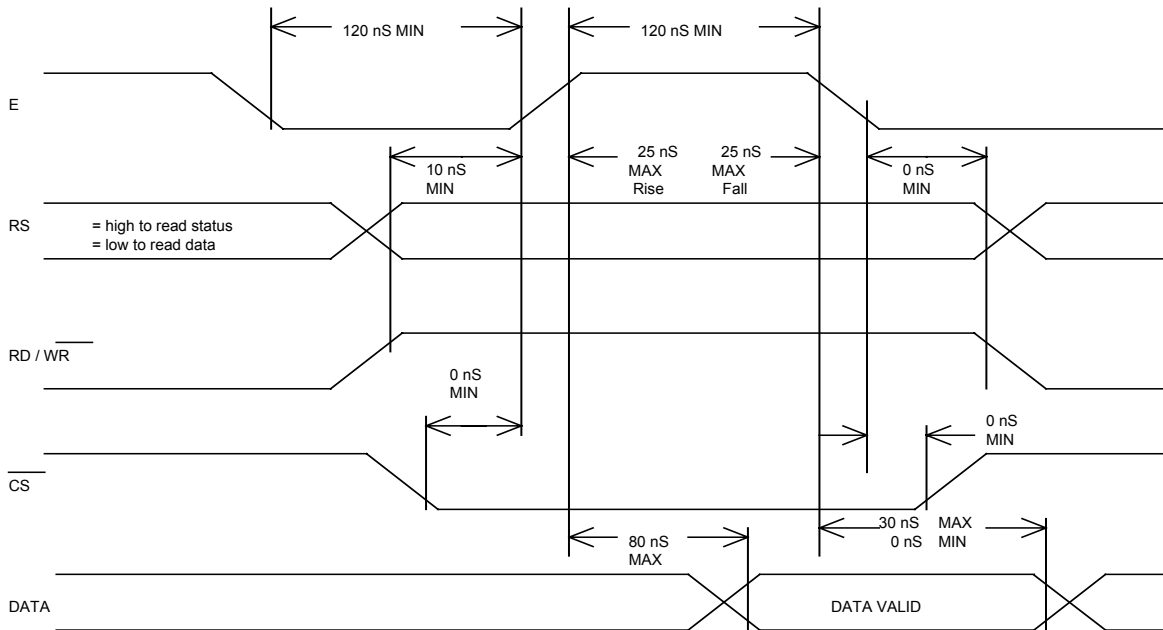 120 nS MIN
120 nS MIN
E
10 nS
MIN
25 nS
MAX
Rise
25 nS
MAX
Fall
0 nS
MIN
RS
= high to read status
= low to read data
RD / WR
0 nS
MIN
0 nS
MIN
CS
80 nS
MAX
30 nS MAX
0 nS MIN
DATA
DATA VALID